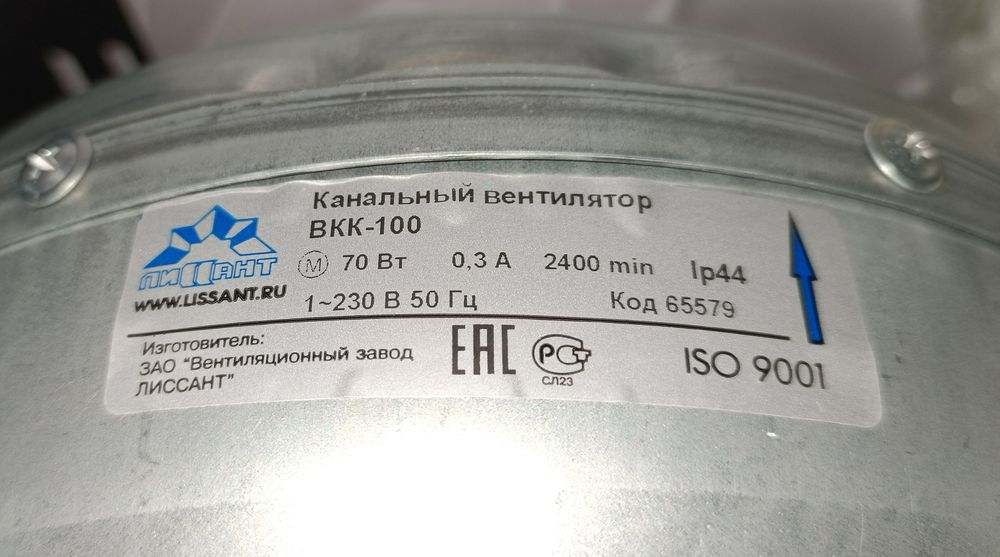 Канальный вентилятор
ВКК-100
М 70 Вт 0,3 А 2400 min Ip44
1~230 В 50 Гц Код 65579
ЛИССАНТ
WWW.LISSANT.RU
Изготовитель:
ЗАО "Вентиляционный завод
ЛИССАНТ"
ЕАС
РСТ
СЛ23
ISO 9001